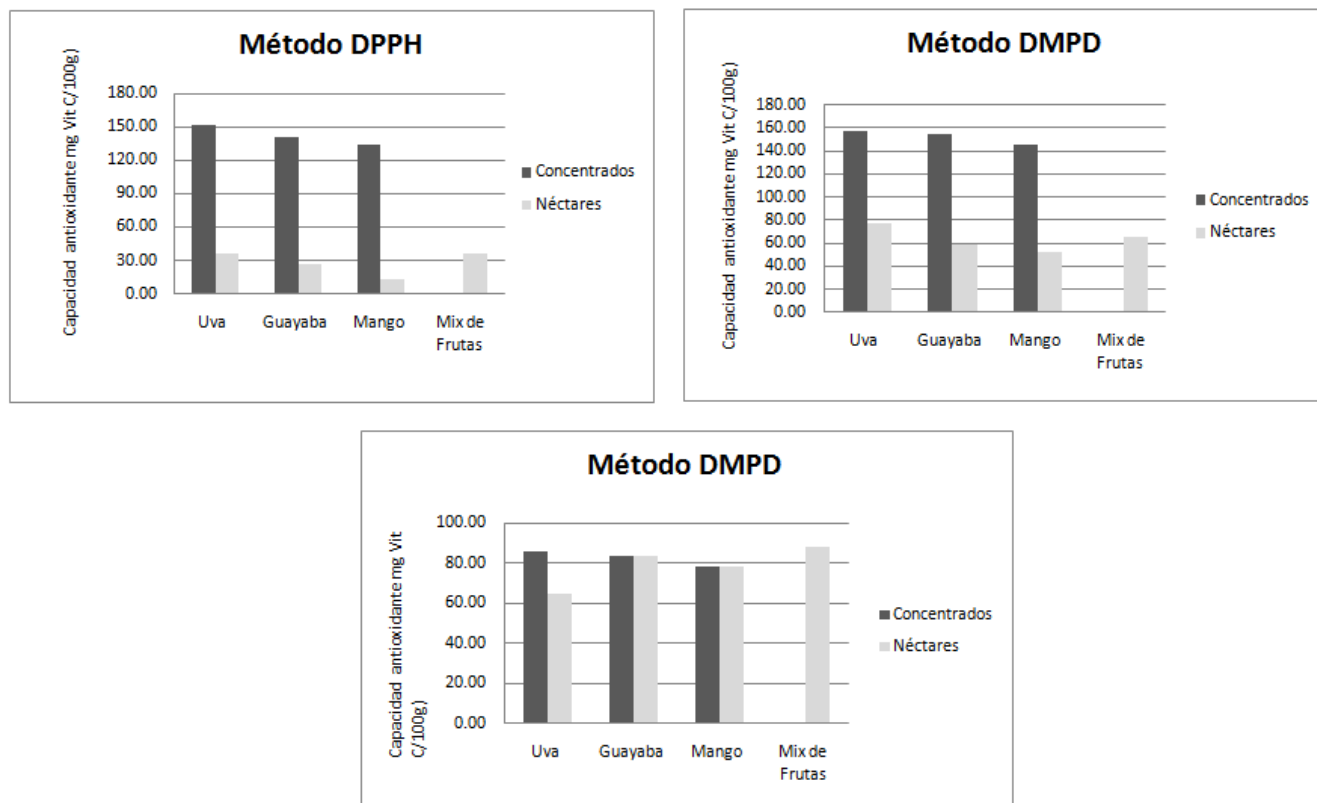 Método DPPH
Capacidad antioxidante mg Vit C/100g)
180.00
150.00
120.00
90.00
60.00
30.00
0.00
Uva
Guayaba
Mango
Mix de
Frutas
Concentrados
Néctares
Método DMPD
Capacidad antioxidante mg Vit C/100g)
180.00
160.00
140.00
120.00
100.00
80.00
60.00
40.00
20.00
0.00
Uva
Guayaba
Mango
Mix de
Frutas
Concentrados
Néctares
Método DMPD
Capacidad antioxidante mg Vit
C/100g)
100.00
80.00
60.00
40.00
20.00
0.00
Uva
Guayaba
Mango
Mix de
Frutas
Concentrados
Néctares